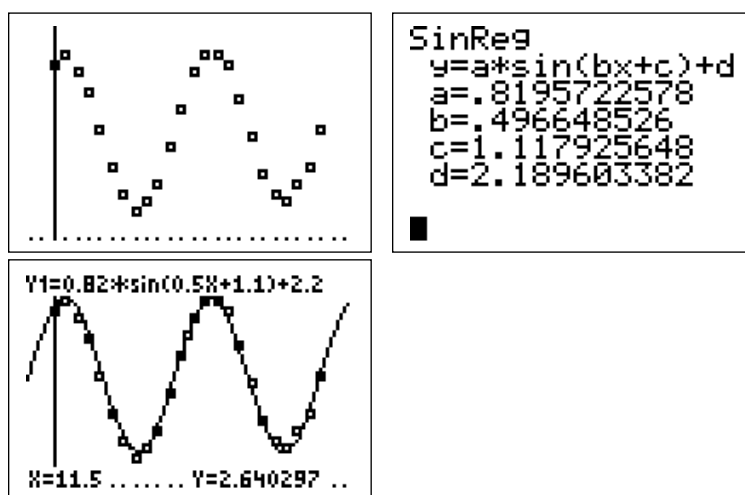 SinReg
y=a*sin(bx+c)+d
a=.8195722578
b=.496648526
c=1.117925648
d=2.189603382
Y1=0.82*sin(0.5X+1.1)+2.2
X=11.5 Y=2.640297